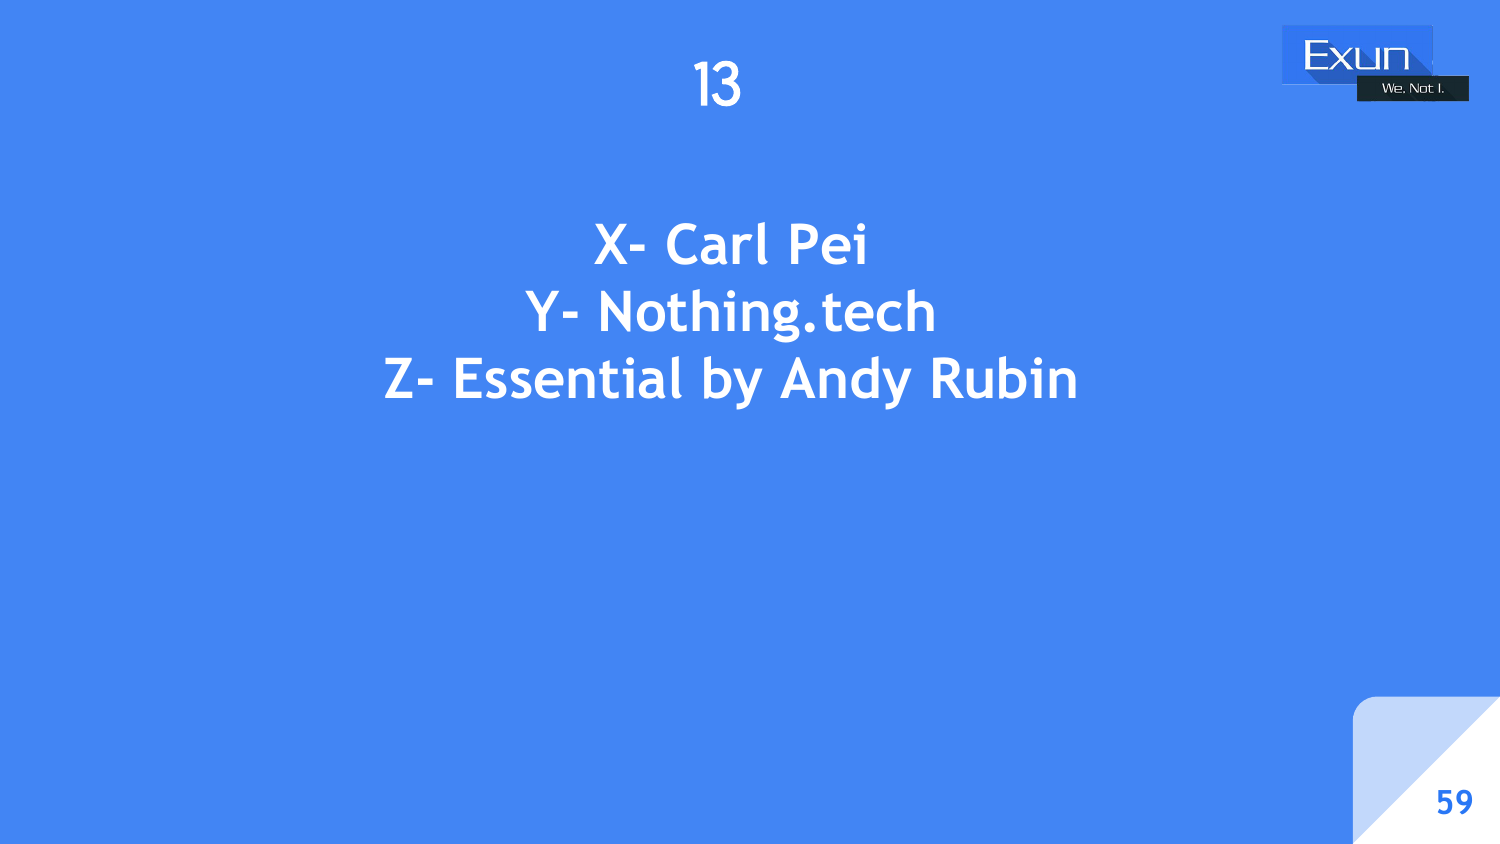 13
Exun
We, Not I.
X- Carl Pei
Y- Nothing.tech
Z- Essential by Andy Rubin
59